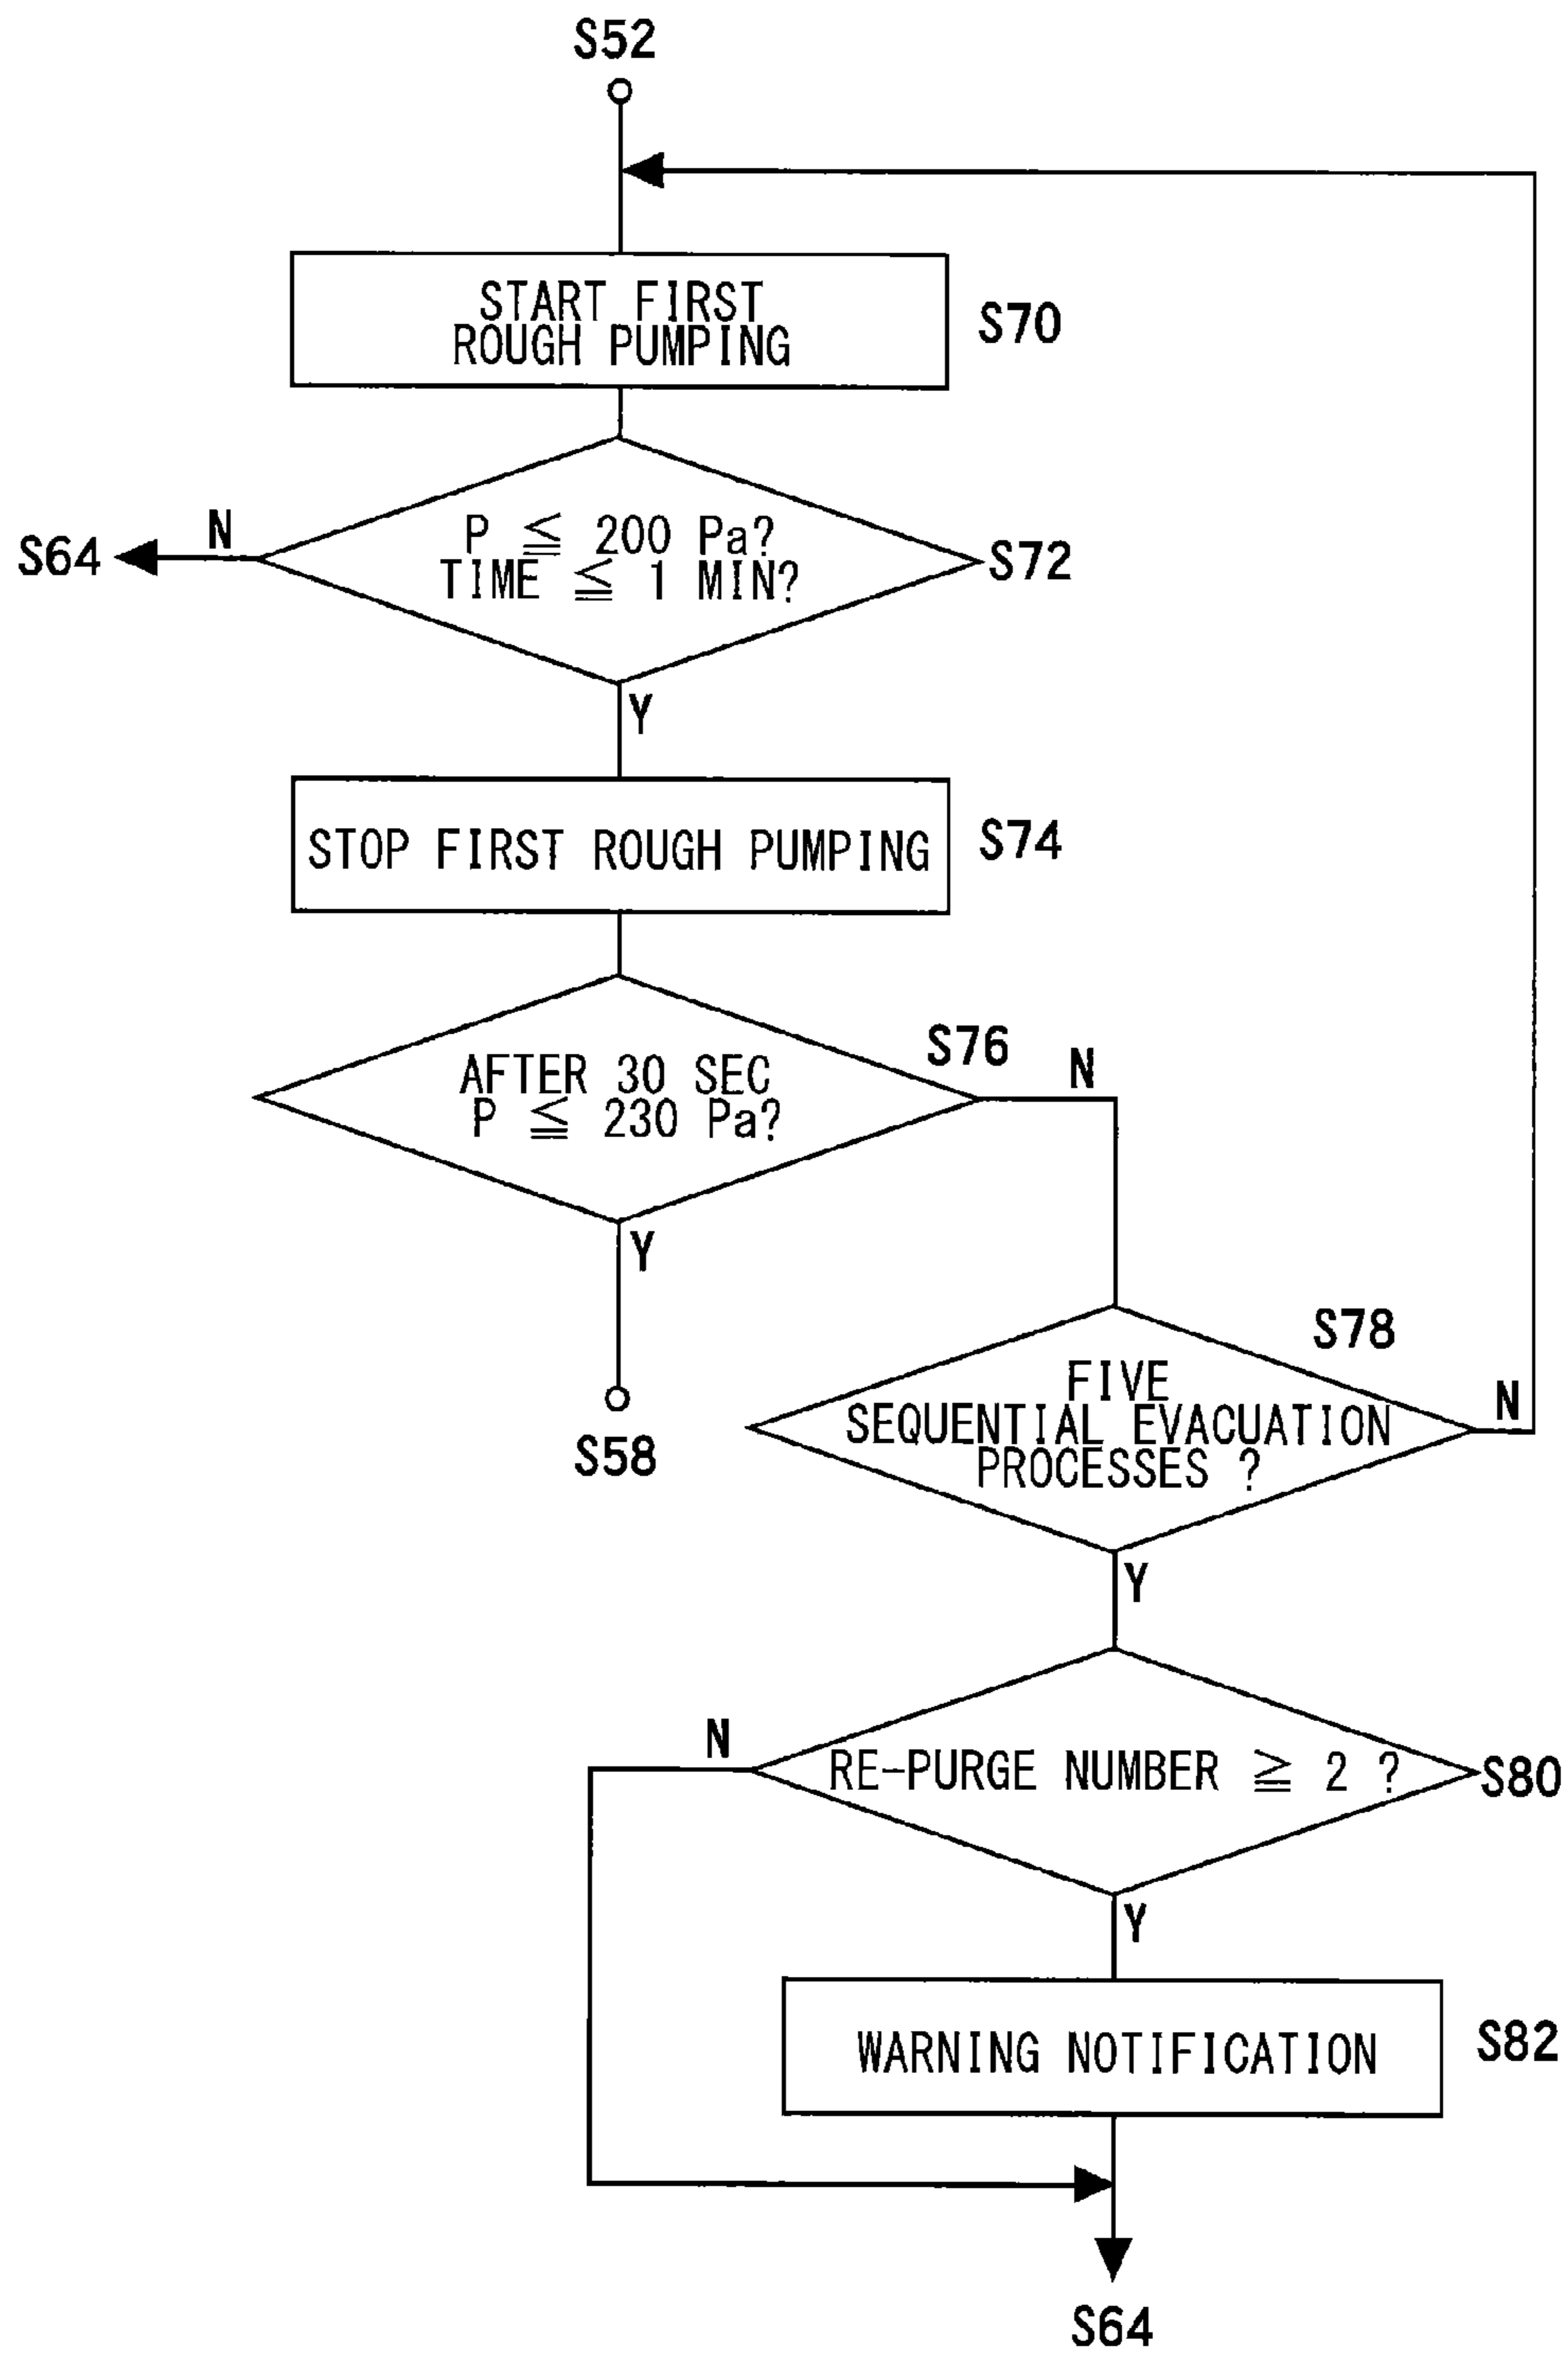 S52
START FIRST
ROUGH PUMPING
S70
P ≦ 200 Pa?
TIME ≦ 1 MIN?
S72
N
S64
Y
STOP FIRST ROUGH PUMPING
S74
AFTER 30 SEC
P ≦ 230 Pa?
S76
N
Y
S58
S78
FIVE
SEQUENTIAL EVACUATION
PROCESSES ?
N
Y
N
RE-PURGE NUMBER ≧ 2 ?
S80
Y
WARNING NOTIFICATION
S82
S64